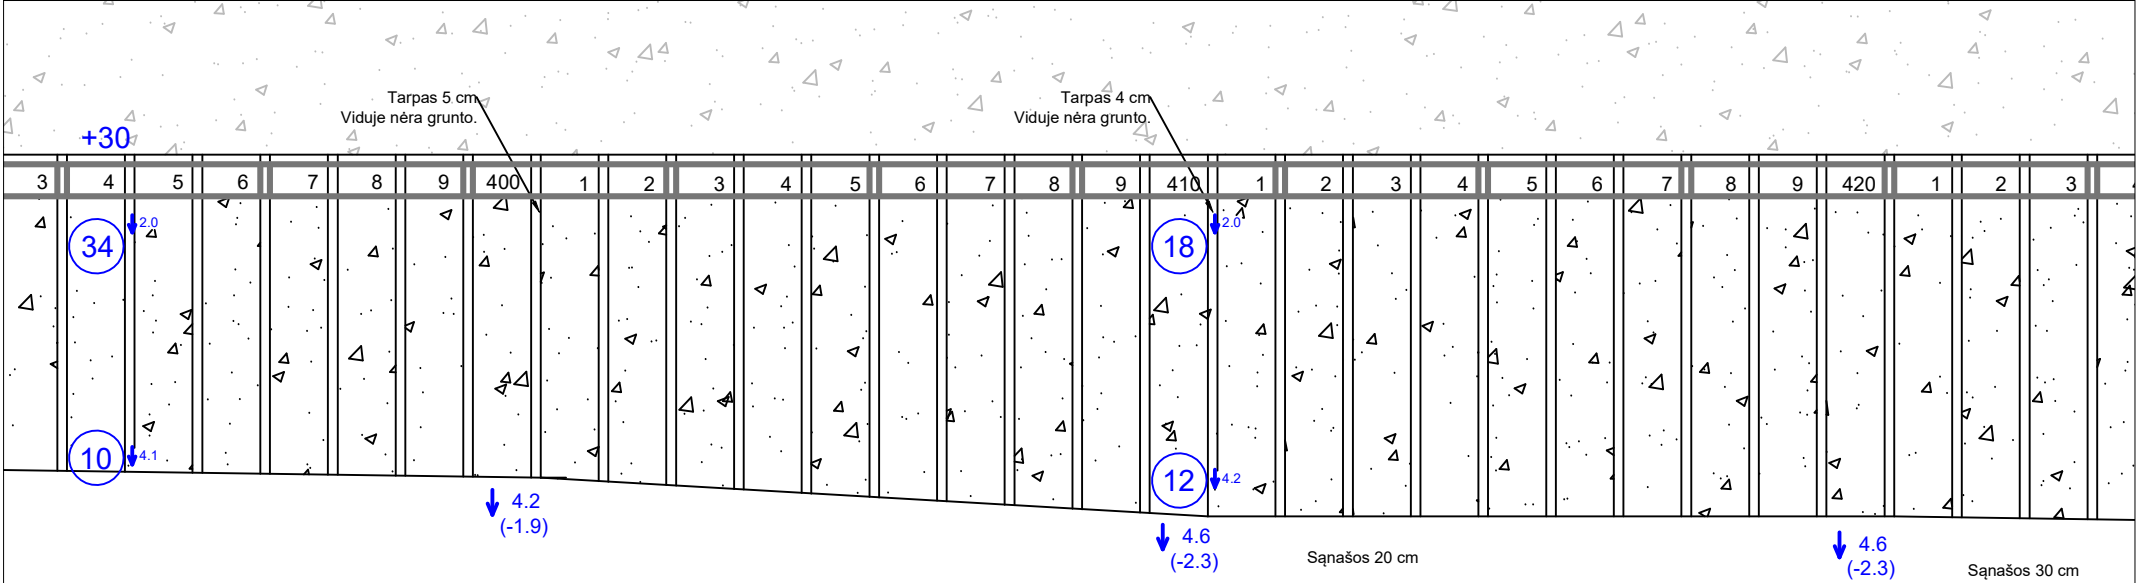 Tarpas 5 cm
Viduje nėra grunto.
Tarpas 4 cm
Viduje nėra grunto.
+30
3 4 5 6 7 8 9 400 1 2 3 4 5 6 7 8 9 410 1 2 3 4 5 6 7 8 9 420 1 2 3
2.0
2.0
34
18
10
4.1
12
4.2
4.2
(-1.9)
4.6
(-2.3)
Sąnašos 20 cm
4.6
(-2.3)
Sąnašos 30 cm